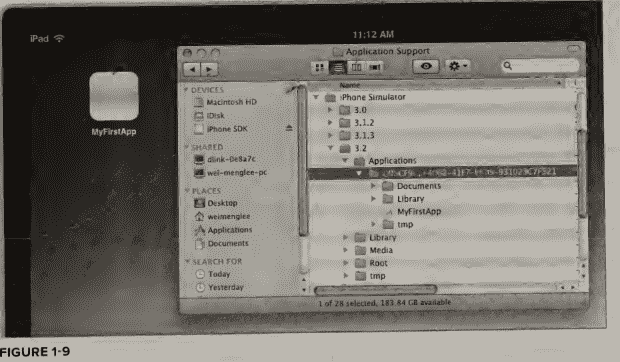 iPad
11:12 AM
MyFirstApp
Application Support
Name
DEVICES
Macintosh HD
iDisk
iPhone SDK
SHARED
dlink-0e8a7c
wei-menglee-pc
PLACES
Desktop
weimenglee
Applications
Documents
SEARCH FOR
Today
Yesterday
iPhone Simulator
3.0
3.1.2
3.1.3
3.2
Applications
Documents
Library
MyFirstApp
tmp
Library
Media
Root
tmp
1 of 28 selected, 183.84 GB available
FIGURE 1-9